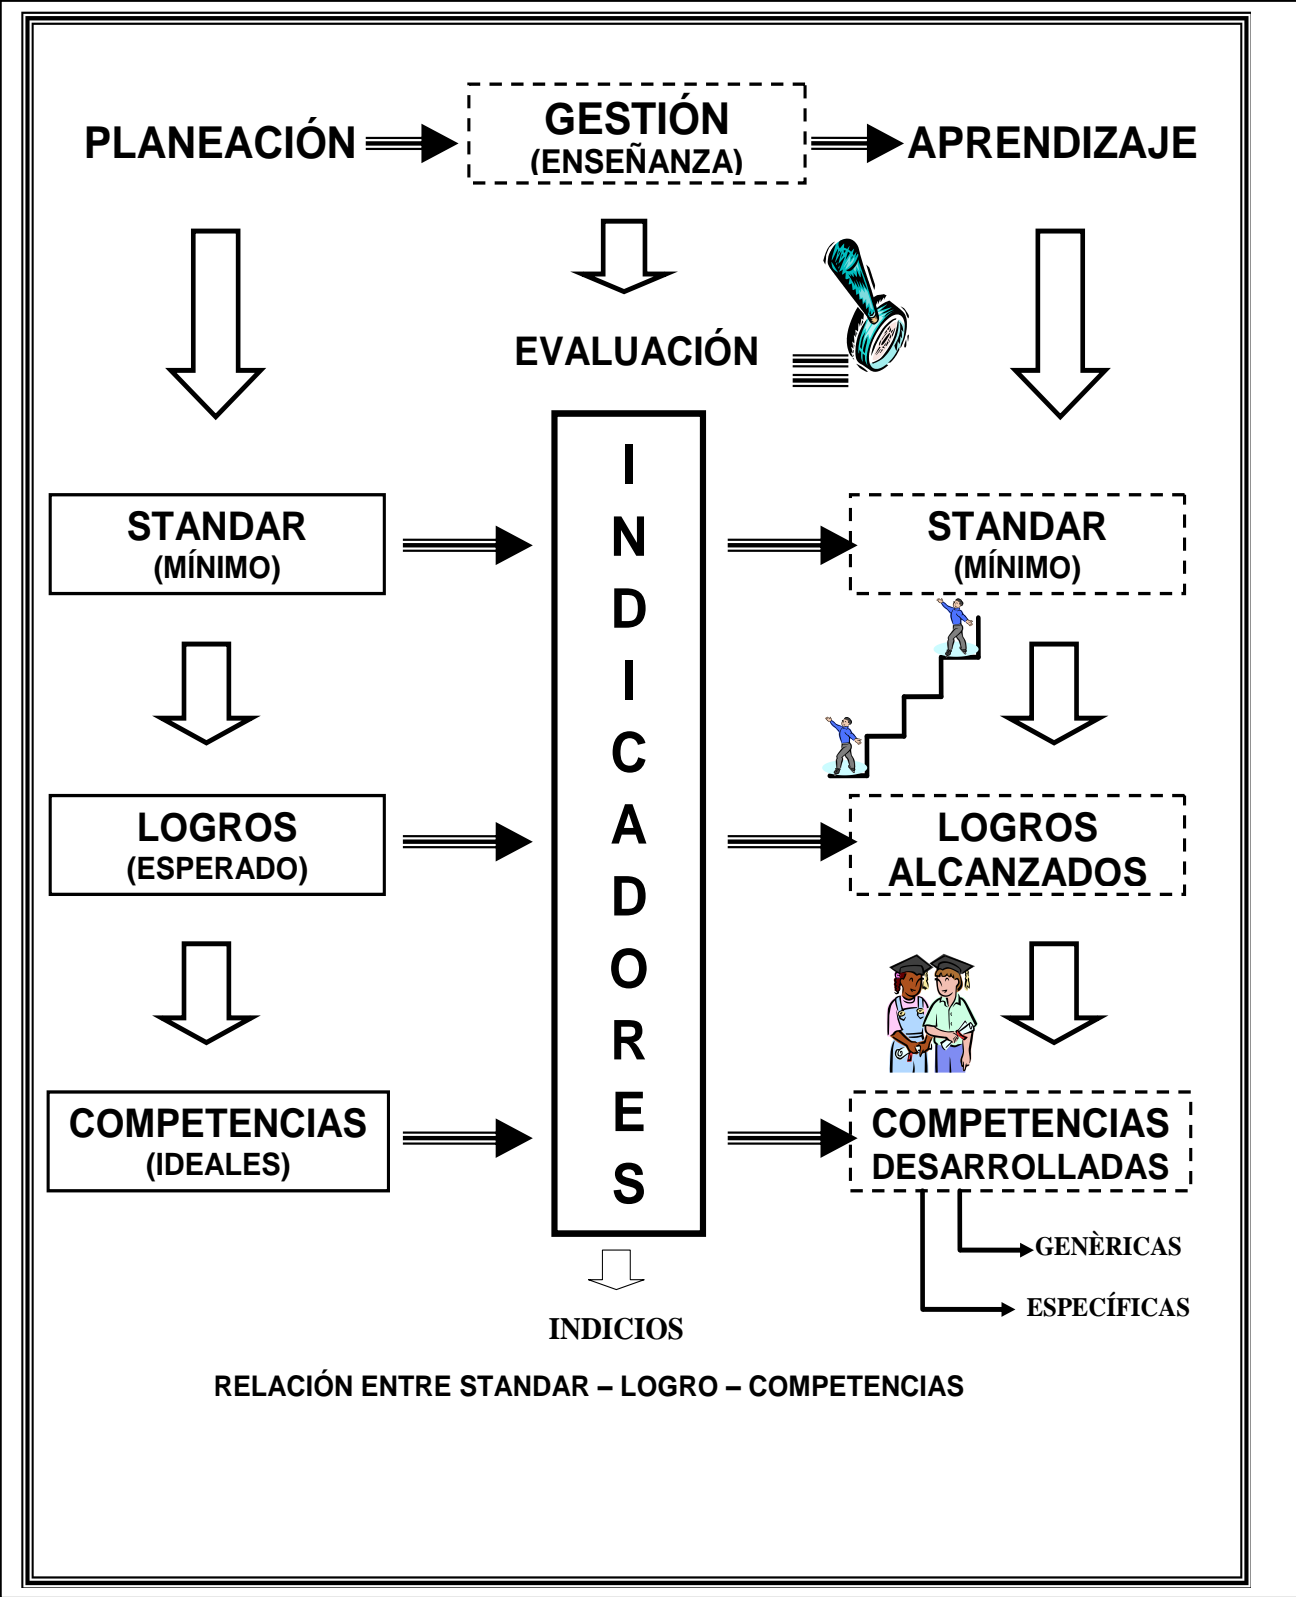 PLANEACIÓN
GESTIÓN
(ENSEÑANZA)
APRENDIZAJE
EVALUACIÓN
I
N
D
I
C
A
D
O
R
E
S
STANDAR
(MÍNIMO)
STANDAR
(MÍNIMO)
LOGROS
(ESPERADO)
LOGROS
ALCANZADOS
COMPETENCIAS
(IDEALES)
COMPETENCIAS
DESARROLLADAS
GENÈRICAS
ESPECÍFICAS
INDICIOS
RELACIÓN ENTRE STANDAR – LOGRO – COMPETENCIAS